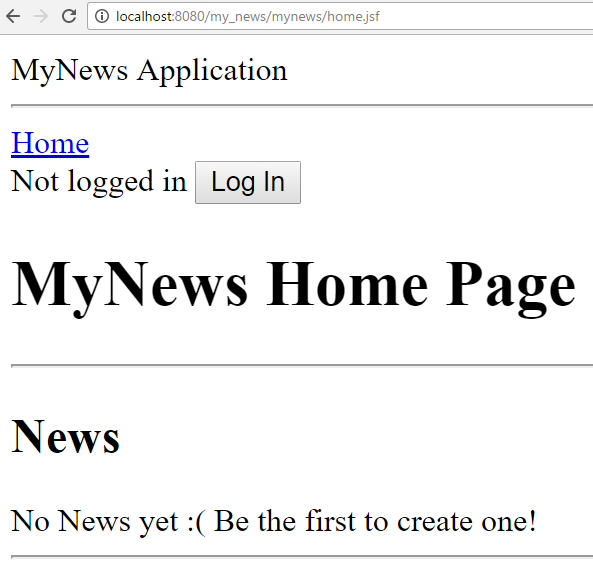 localhost:8080/my_news/mynews/home.jsf
MyNews Application
Home
Not logged in Log In
MyNews Home Page
News
No News yet :( Be the first to create one!